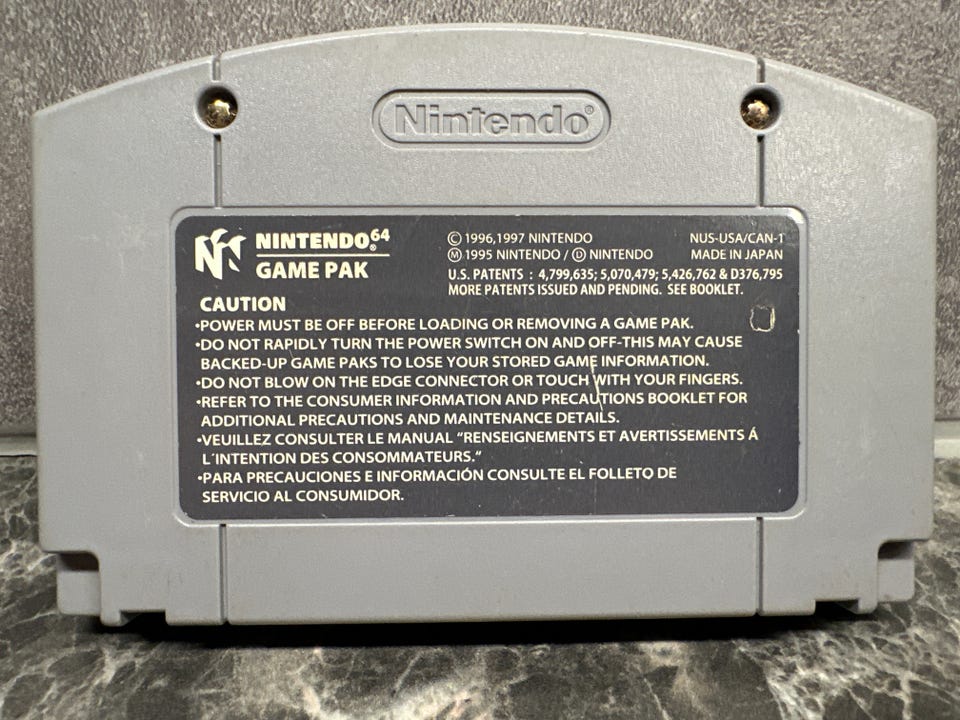 Nintendo®
NINTENDO®64
GAME PAK
© 1996,1997 NINTENDO
Ⓜ 1995 NINTENDO / Ⓓ NINTENDO
NUS-USA/CAN-1
MADE IN JAPAN
U.S. PATENTS : 4,799,635; 5,070,479; 5,426,762 & D376,795
MORE PATENTS ISSUED AND PENDING. SEE BOOKLET.
CAUTION
•POWER MUST BE OFF BEFORE LOADING OR REMOVING A GAME PAK.
•DO NOT RAPIDLY TURN THE POWER SWITCH ON AND OFF-THIS MAY CAUSE
BACKED-UP GAME PAKS TO LOSE YOUR STORED GAME INFORMATION.
•DO NOT BLOW ON THE EDGE CONNECTOR OR TOUCH WITH YOUR FINGERS.
•REFER TO THE CONSUMER INFORMATION AND PRECAUTIONS BOOKLET FOR
ADDITIONAL PRECAUTIONS AND MAINTENANCE DETAILS.
•VEUILLEZ CONSULTER LE MANUAL “RENSEIGNEMENTS ET AVERTISSEMENTS Á
L'INTENTION DES CONSOMMATEURS.“
•PARA PRECAUCIONES E INFORMACIÓN CONSULTE EL FOLLETO DE
SERVICIO AL CONSUMIDOR.